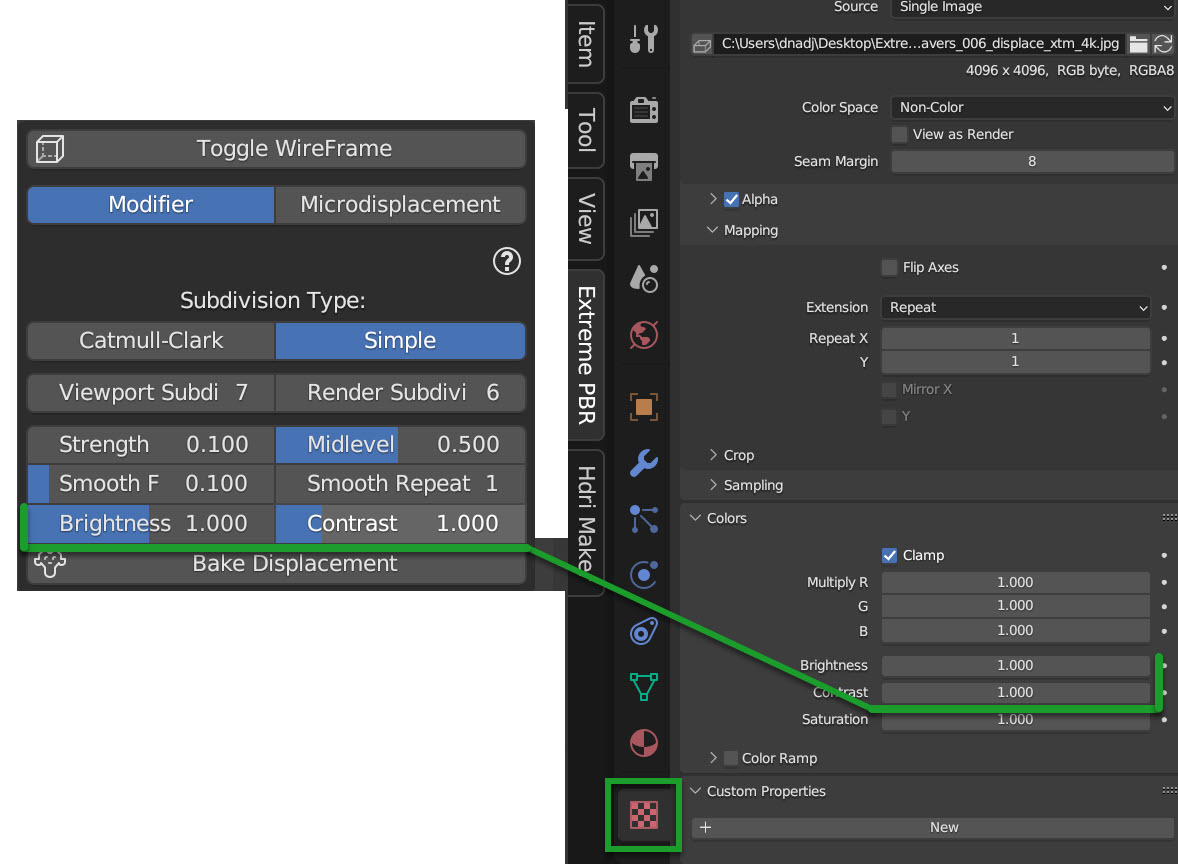 Toggle WireFrame
Modifier Microdisplacement
?
Subdivision Type:
Catmull-Clark Simple
Viewport Subdi 7 Render Subdivi 6
Strength 0.100 Midlevel 0.500
Smooth F 0.100 Smooth Repeat 1
Brightness 1.000 Contrast 1.000
Bake Displacement
Item
Tool
View
Extreme PBR
Hdri Make
Source Single Image
C:\Users\dnadj\Desktop\Extre...avers_006_displace_xtm_4k.jpg
4096 x 4096, RGB byte, RGBA8
Color Space Non-Color
View as Render
Seam Margin 8
Alpha
Mapping
Flip Axes
Extension Repeat
Repeat X 1
Y 1
Mirror X
Y
Crop
Sampling
Colors
Clamp
Multiply R 1.000
G 1.000
B 1.000
Brightness 1.000
Contrast 1.000
Saturation 1.000
Color Ramp
Custom Properties
+ New